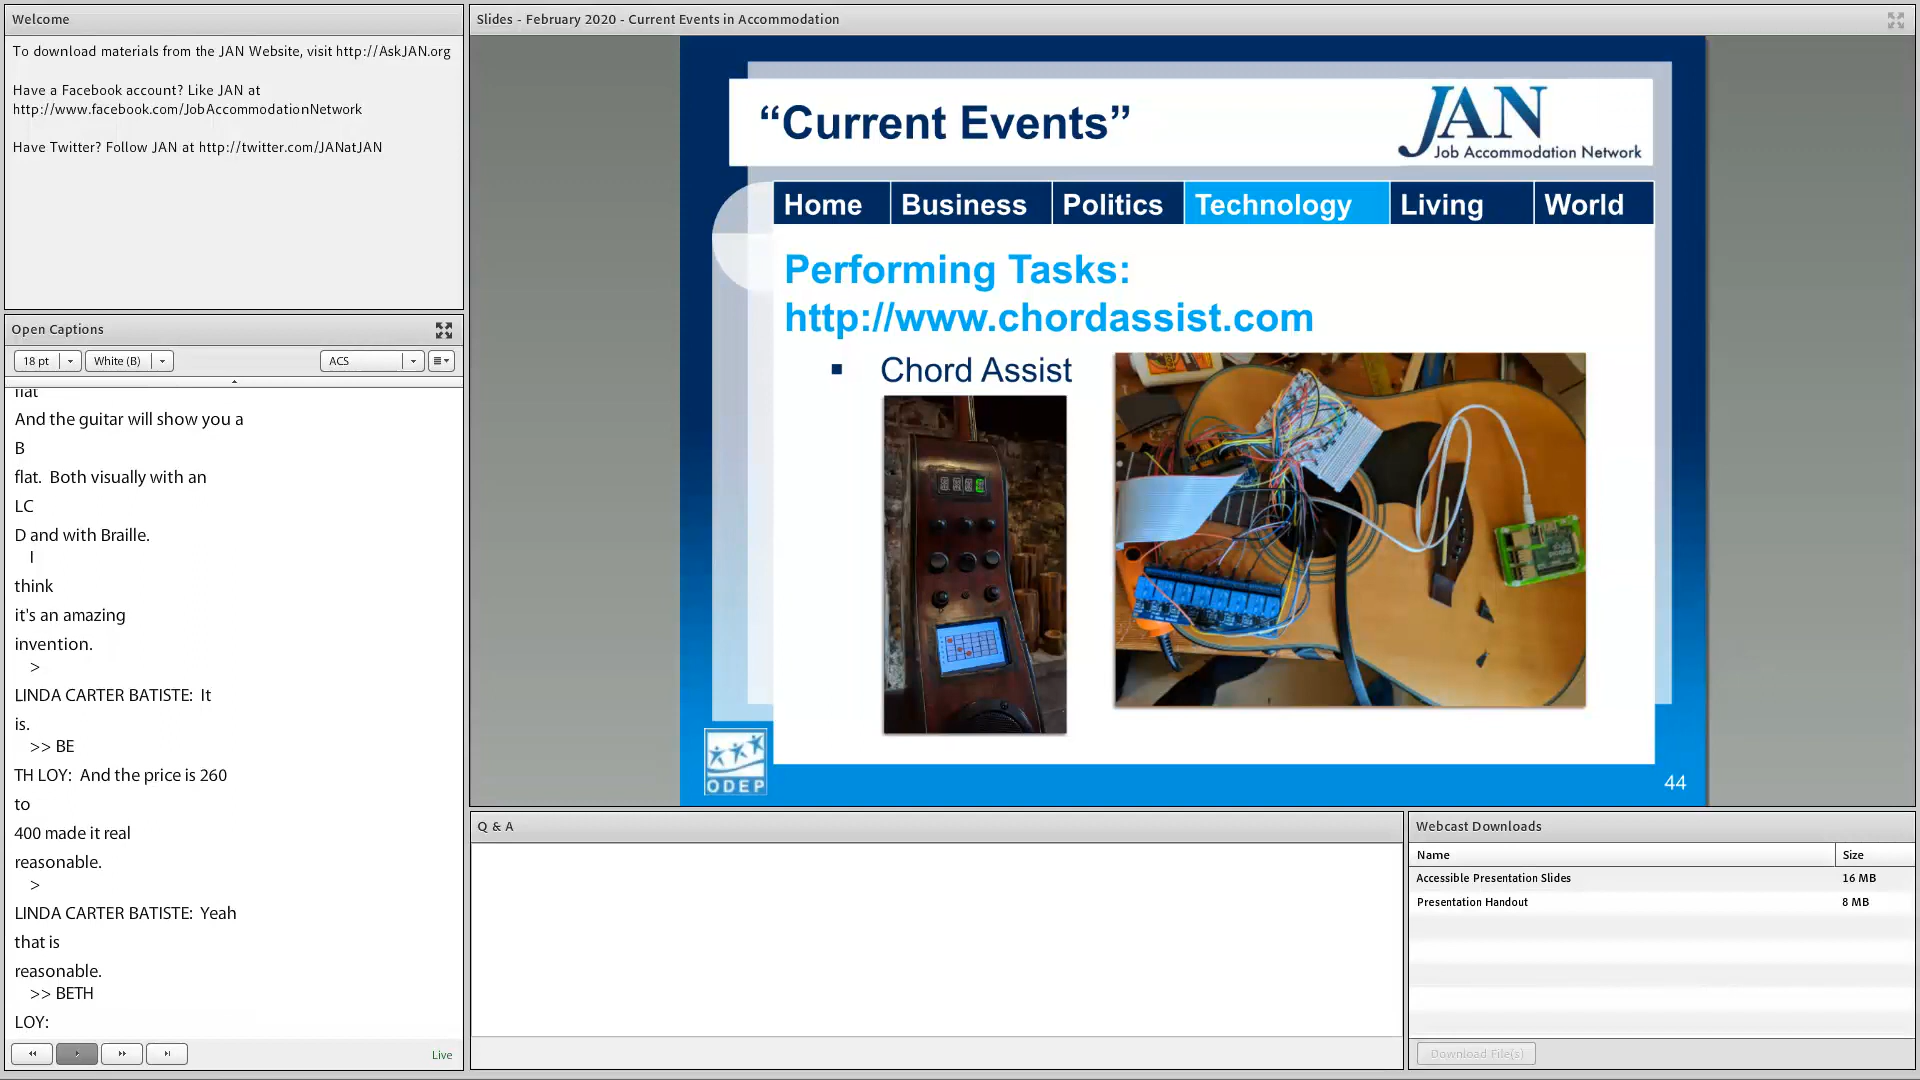 Welcome
To download materials from the JAN Website, visit http://AskJAN.org
Have a Facebook account? Like JAN at
http://www.facebook.com/JobAccommodationNetwork
Have Twitter? Follow JAN at http://twitter.com/JANatJAN
Open Captions
18 pt
White (B)
ACS
flat
And the guitar will show you a
B
flat. Both visually with an
LC
D and with Braille.
I
think
it's an amazing
invention.
>
LINDA CARTER BATISTE: It
is.
>> BE
TH LOY: And the price is 260
to
400 made it real
reasonable.
>
LINDA CARTER BATISTE: Yeah
that is
reasonable.
>> BETH
LOY:
Live
Slides - February 2020 - Current Events in Accommodation
“Current Events”
JAN
Job Accommodation Network
Home Business Politics Technology Living World
Performing Tasks:
http://www.chordassist.com
▪ Chord Assist
ODEP
44
Q & A
Webcast Downloads
Name Size
Accessible Presentation Slides 16 MB
Presentation Handout 8 MB
Download File(s)